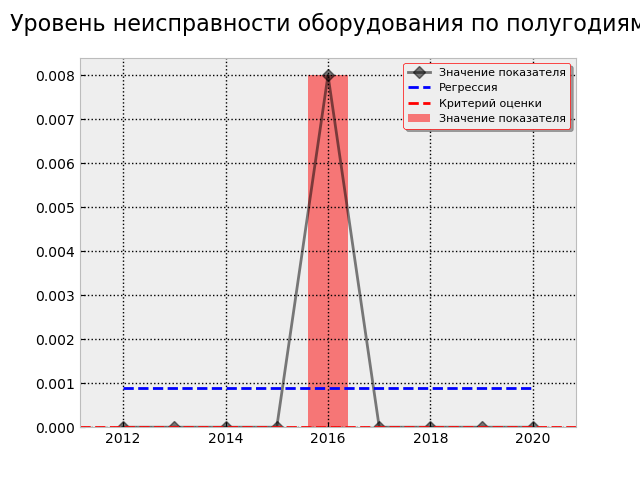 Уровень неисправности оборудования по полугодиям
0.008
0.007
0.006
0.005
0.004
0.003
0.002
0.001
0.000
Значение показателя
Регрессия
Критерий оценки
Значение показателя
2012
2014
2016
2018
2020